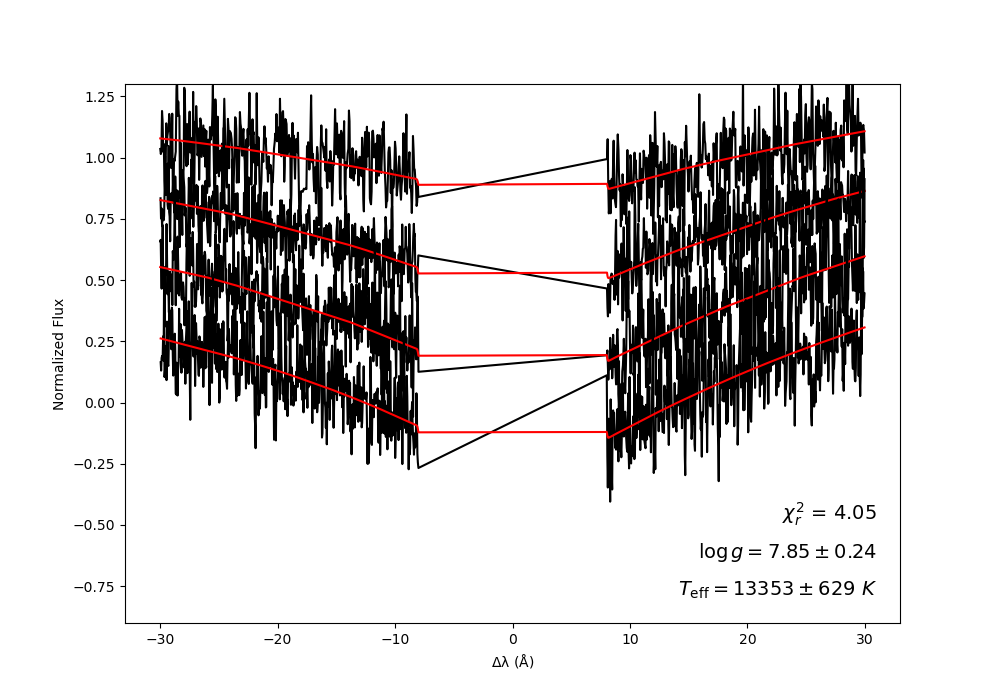 1.25
1.00
0.75
0.50
0.25
0.00
−0.25
−0.50
−0.75
Normalized Flux
χ²ᵣ = 4.05
log g = 7.85 ± 0.24
T_eff = 13353 ± 629 K
−30 −20 −10 0 10 20 30
Δλ (Å)